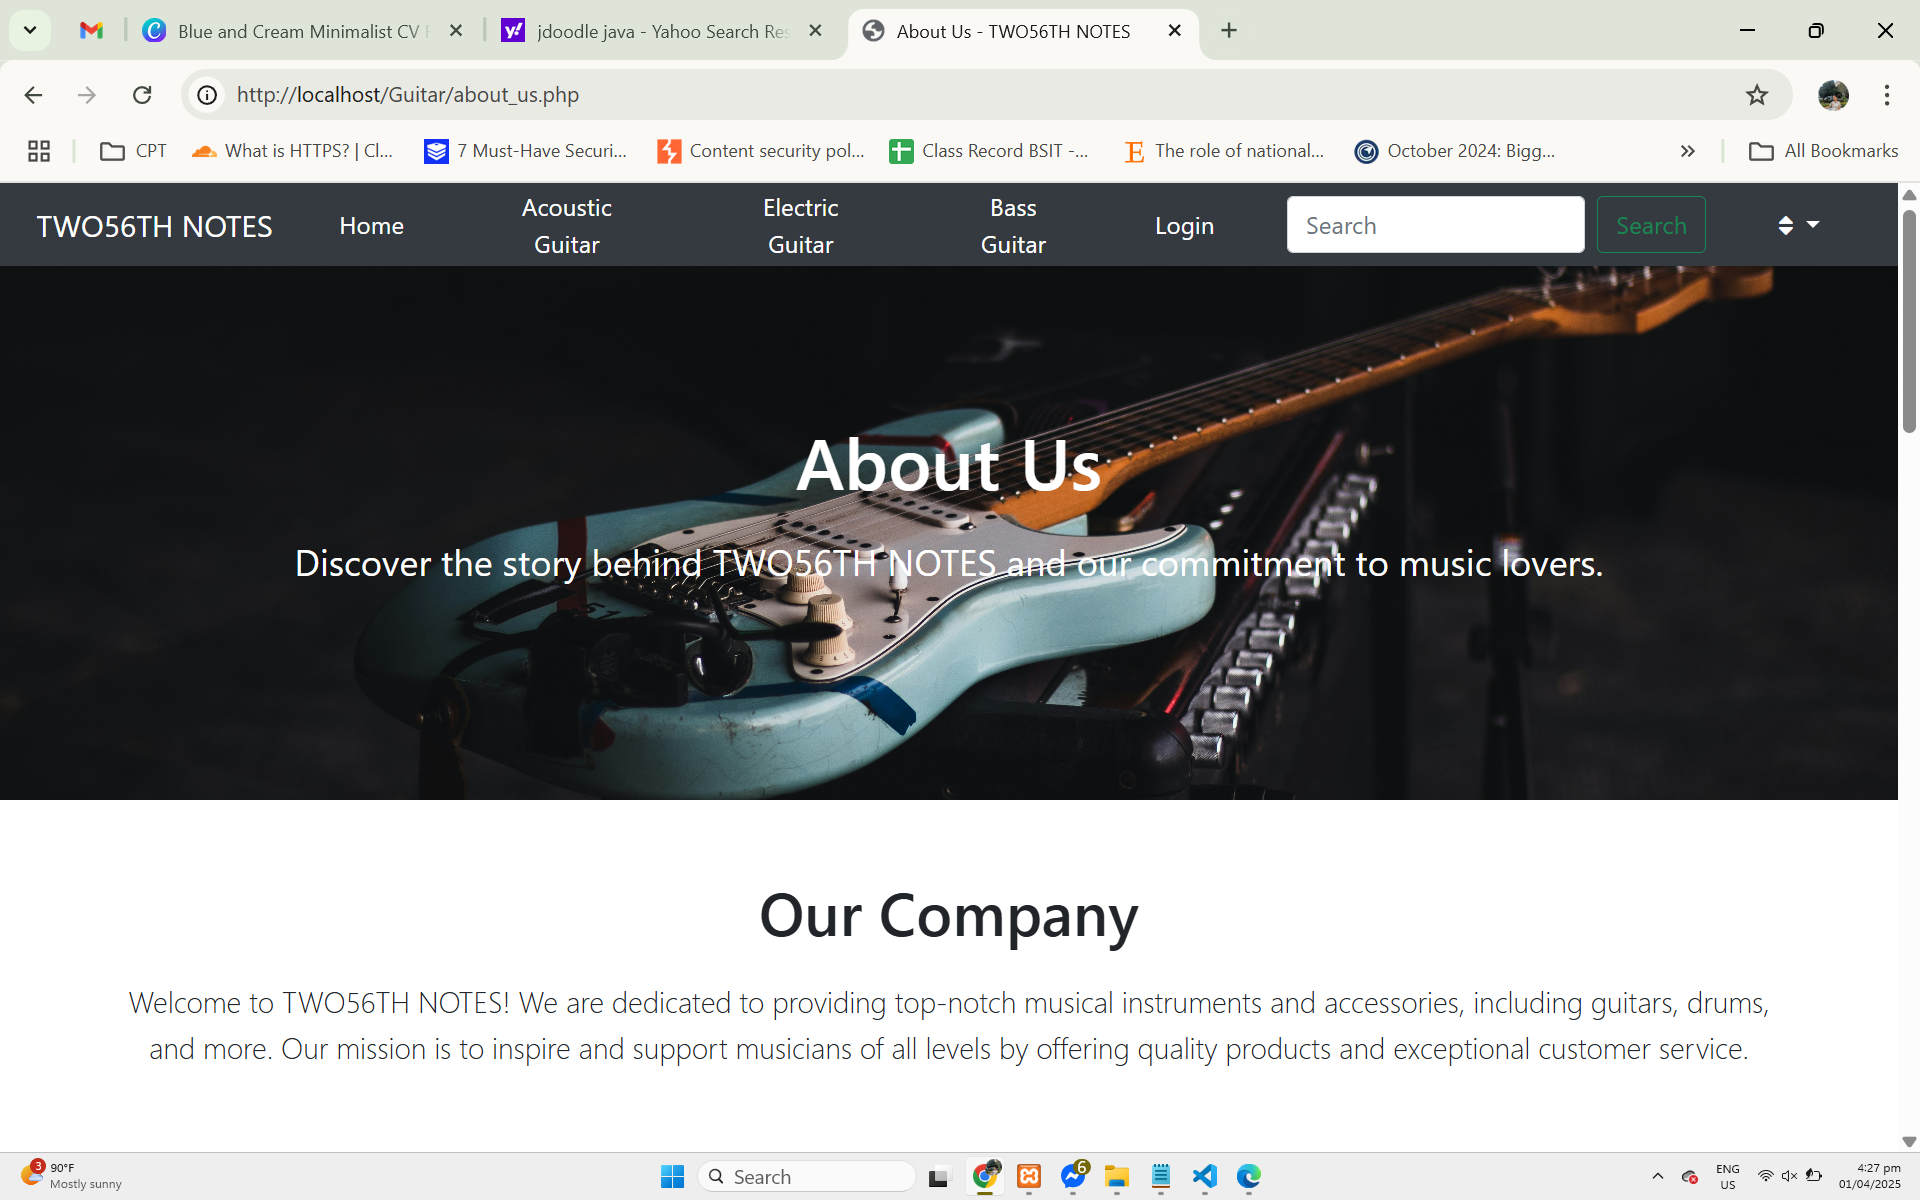 Blue and Cream Minimalist CV F
jdoodle java - Yahoo Search Res
About Us - TWO56TH NOTES
http://localhost/Guitar/about_us.php
CPT
What is HTTPS? | Cl...
7 Must-Have Securi...
Content security pol...
Class Record BSIT -...
The role of national...
October 2024: Bigg...
All Bookmarks
TWO56TH NOTES
Home
Acoustic
Guitar
Electric
Guitar
Bass
Guitar
Login
Search
Search
About Us
Discover the story behind TWO56TH NOTES and our commitment to music lovers.
Our Company
Welcome to TWO56TH NOTES! We are dedicated to providing top-notch musical instruments and accessories, including guitars, drums,
and more. Our mission is to inspire and support musicians of all levels by offering quality products and exceptional customer service.
3
90°F
Mostly sunny
Search
6
ENG
US
4:27 pm
01/04/2025